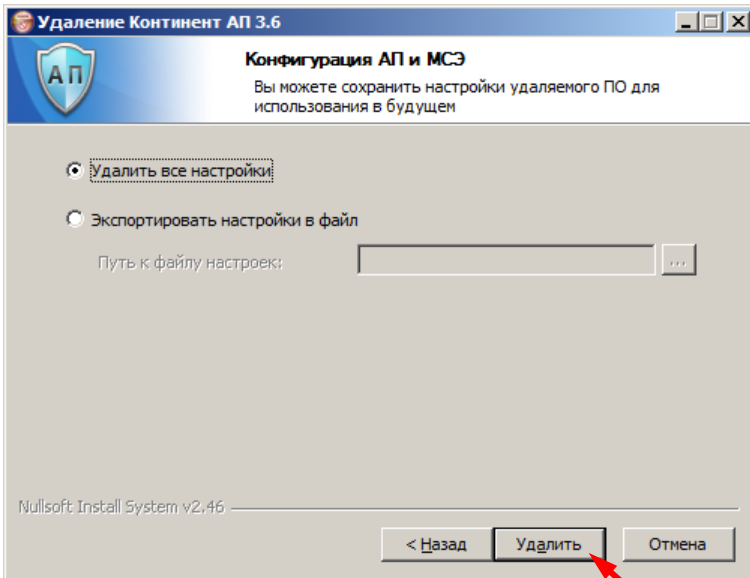 Удаление Континент АП 3.6
АП
Конфигурация АП и МСЭ
Вы можете сохранить настройки удаляемого ПО для
использования в будущем
Удалить все настройки
Экспортировать настройки в файл
Путь к файлу настроек:
...
Nullsoft Install System v2.46
< Назад
Удалить
Отмена